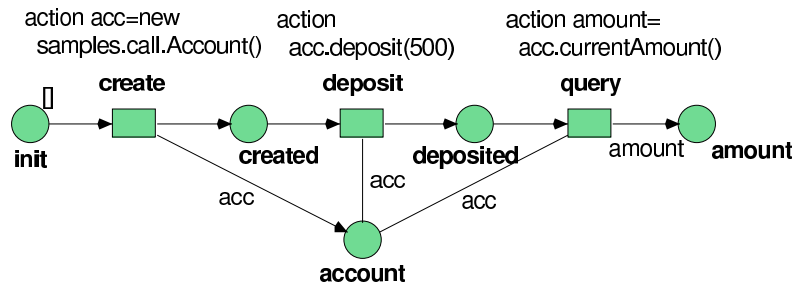 action acc=new
samples.call.Account()
action
acc.deposit(500)
action amount=
acc.currentAmount()
create
deposit
query
[]
init
created
deposited
amount
amount
acc
acc
acc
account